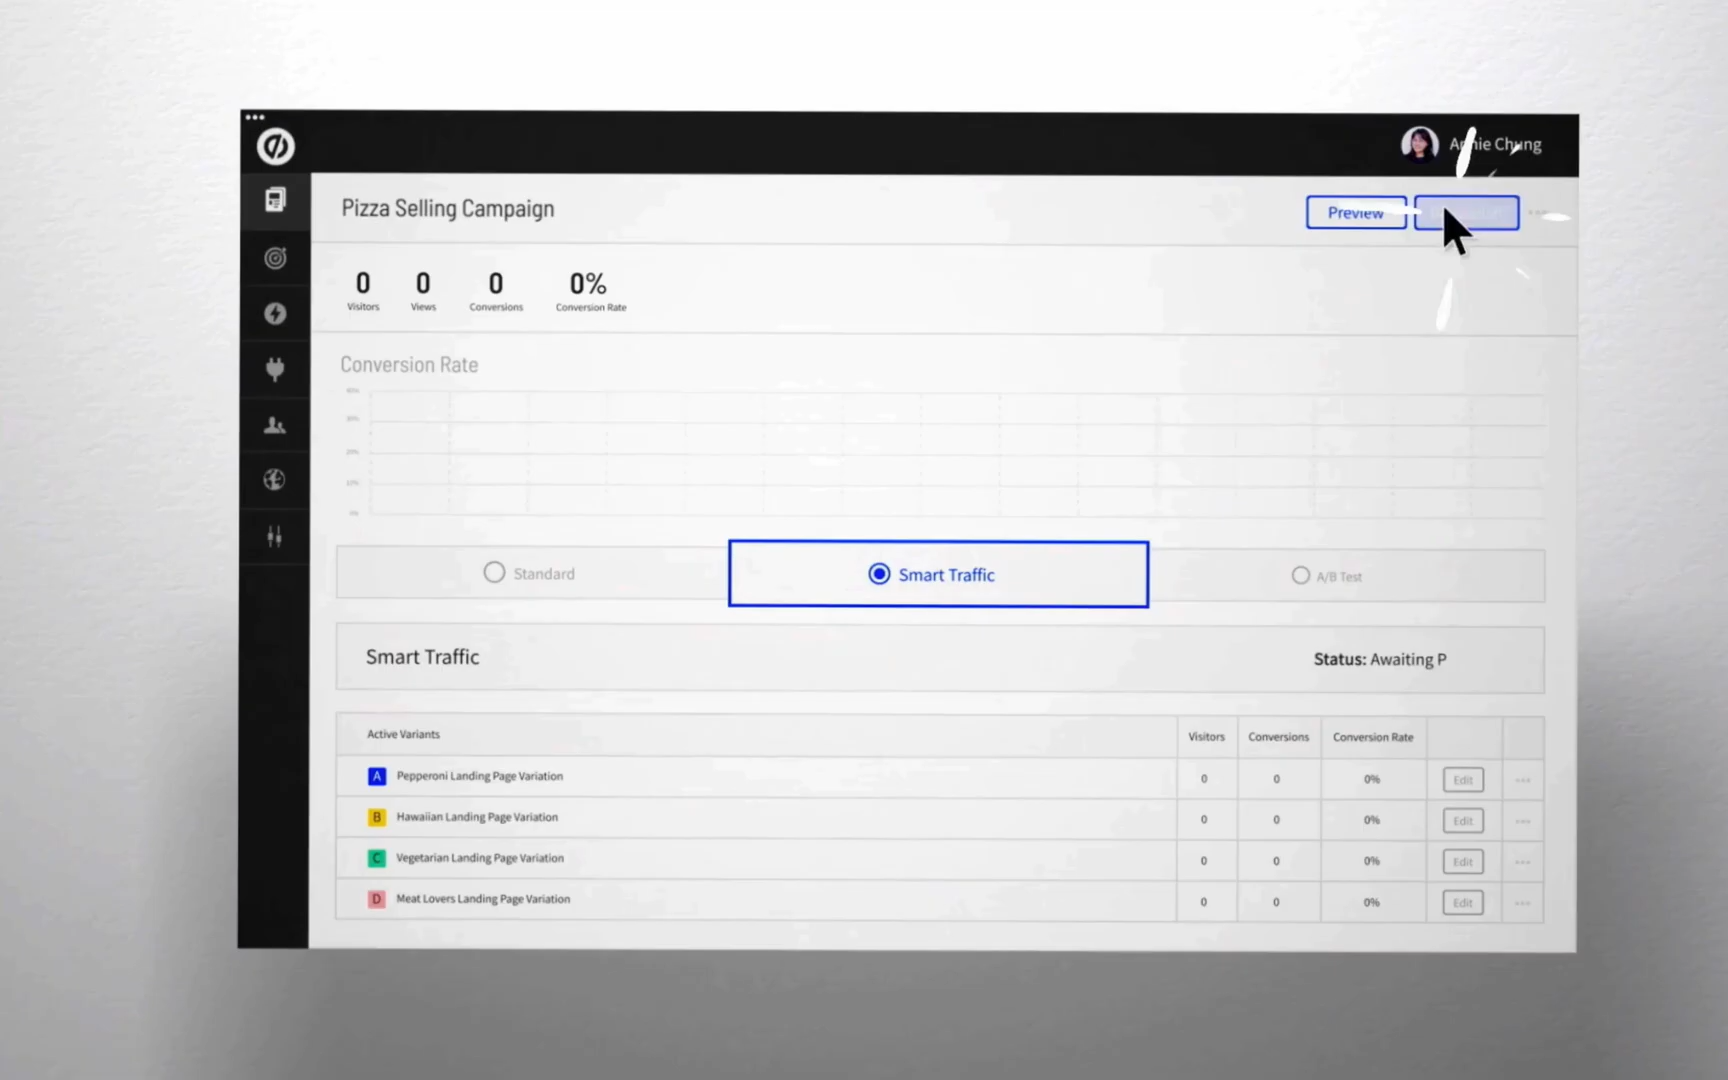 Annie Chung
Pizza Selling Campaign
Preview
0 0 0 0%
Visitors Views Conversions Conversion Rate
Conversion Rate
Standard
Smart Traffic
A/B Test
Smart Traffic
Status: Awaiting P
Active Variants Visitors Conversions Conversion Rate
A Pepperoni Landing Page Variation 0 0 0% Edit
B Hawaiian Landing Page Variation 0 0 0% Edit
C Vegetarian Landing Page Variation 0 0 0% Edit
D Meat Lovers Landing Page Variation 0 0 0% Edit